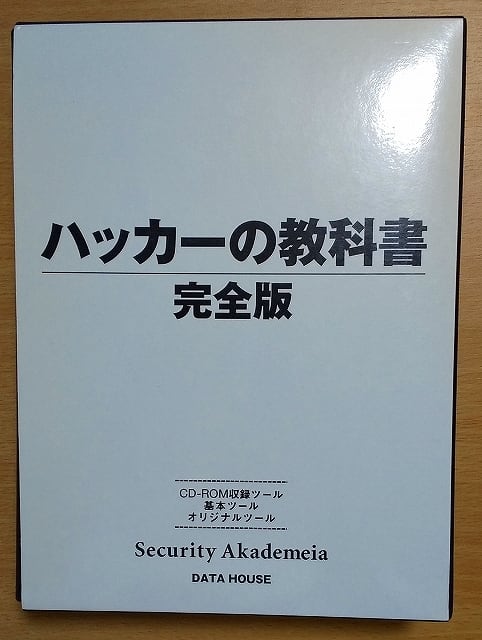 ハッカーの教科書
完全版
CD-ROM収録ツール
基本ツール
オリジナルツール
Security Akademeia
DATA HOUSE